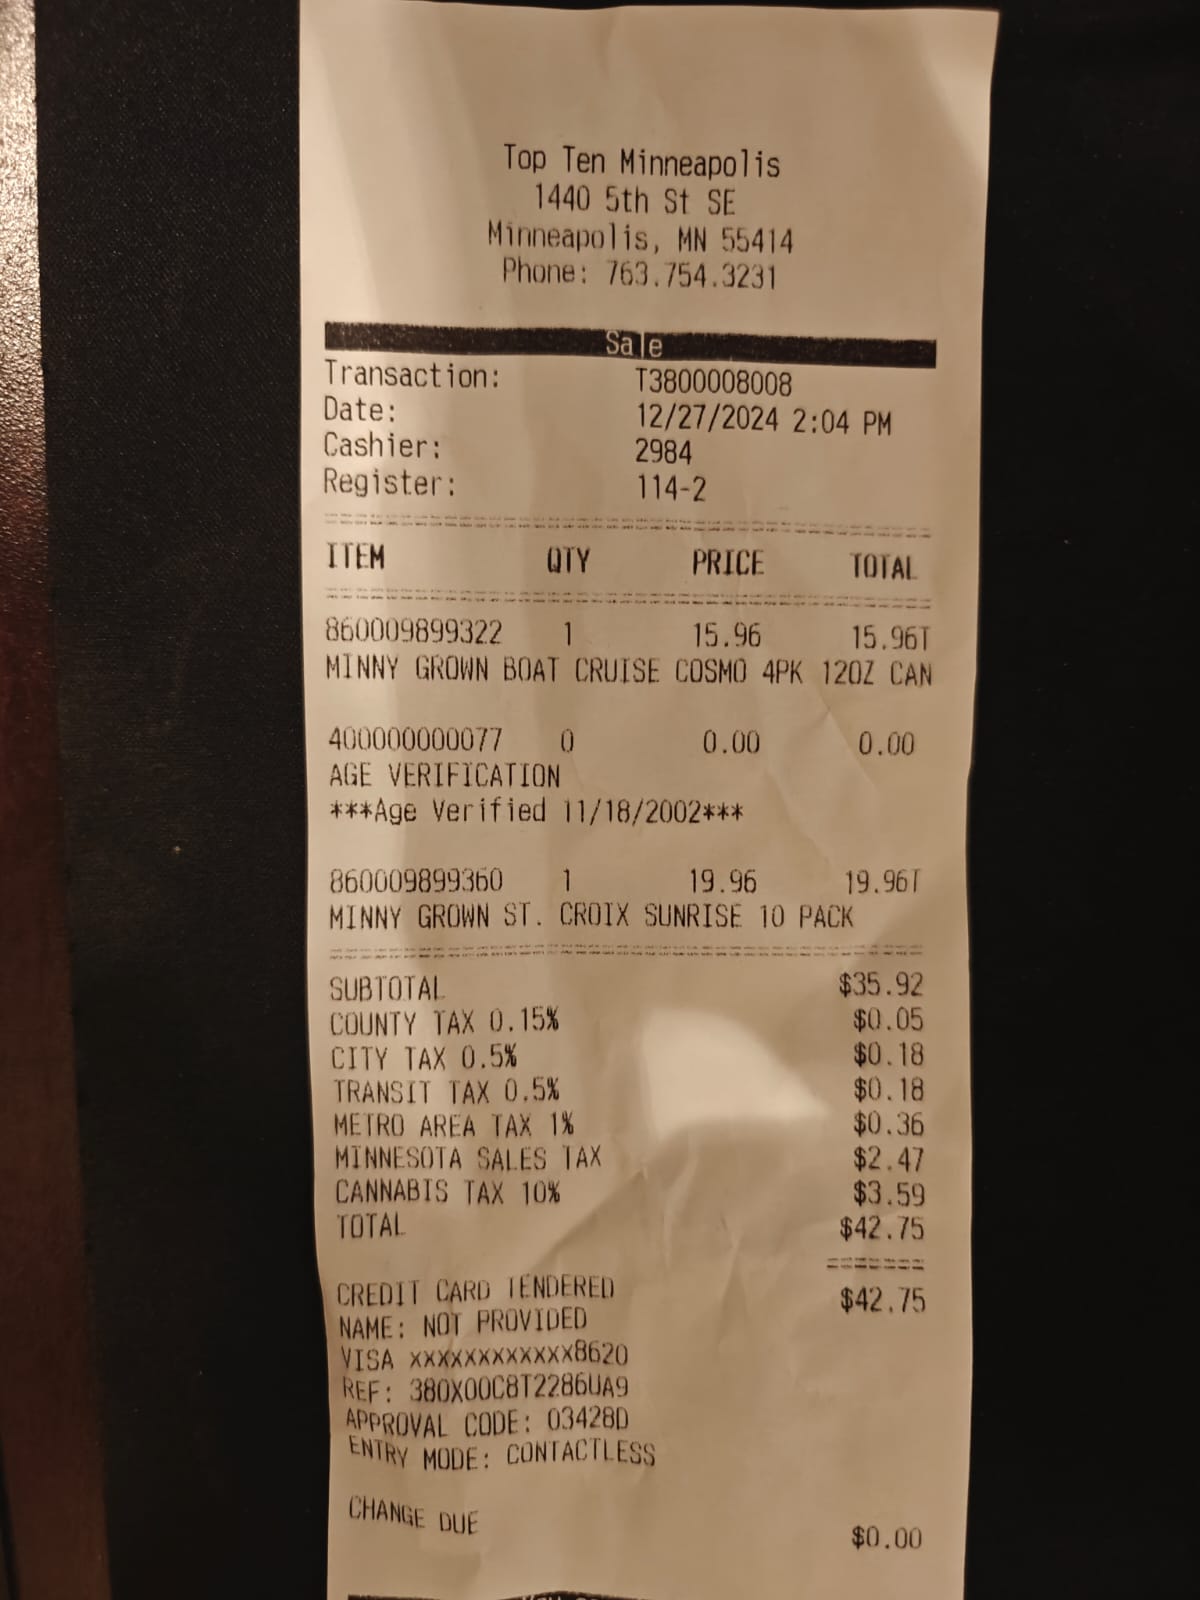 Top Ten Minneapolis
1440 5th St SE
Minneapolis, MN 55414
Phone: 763.754.3231
Sale
Transaction: T3800008008
Date: 12/27/2024 2:04 PM
Cashier: 2984
Register: 114-2
ITEM QTY PRICE TOTAL
860009899322 1 15.96 15.96T
MINNY GROWN BOAT CRUISE COSMO 4PK 12OZ CAN
400000000077 0 0.00 0.00
AGE VERIFICATION
***Age Verified 11/18/2002***
860009899360 1 19.96 19.96T
MINNY GROWN ST. CROIX SUNRISE 10 PACK
SUBTOTAL $35.92
COUNTY TAX 0.15% $0.05
CITY TAX 0.5% $0.18
TRANSIT TAX 0.5% $0.18
METRO AREA TAX 1% $0.36
MINNESOTA SALES TAX $2.47
CANNABIS TAX 10% $3.59
TOTAL $42.75
=======
CREDIT CARD TENDERED $42.75
NAME: NOT PROVIDED
VISA xxxxxxxxxxxx8620
REF: 380X00C8T2286UA9
APPROVAL CODE: 03428D
ENTRY MODE: CONTACTLESS
CHANGE DUE $0.00